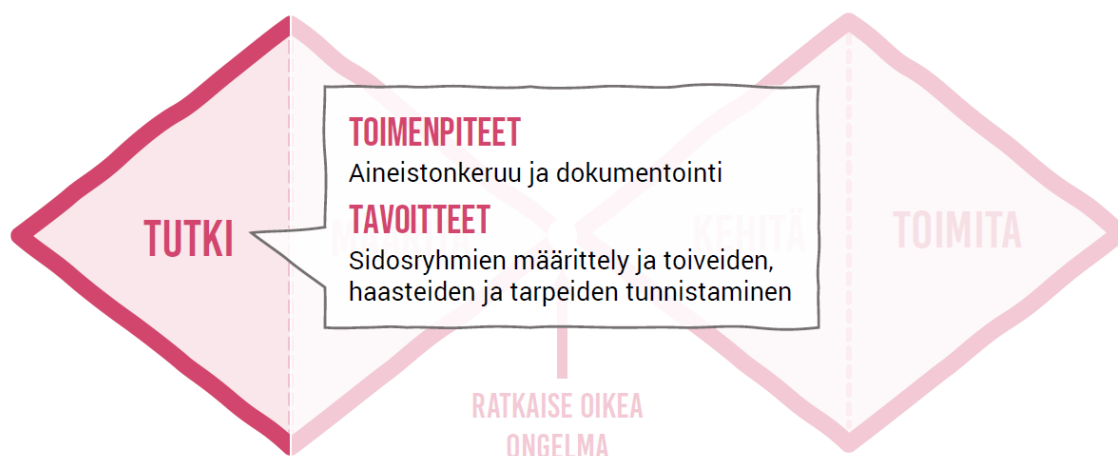 TOIMENPITEET
Aineistonkeruu ja dokumentointi
TAVOITTEET
Sidosryhmien määrittely ja toiveiden,
haasteiden ja tarpeiden tunnistaminen
TUTKI
KEHITÄ
TOIMITA
RATKAISE OIKEA
ONGELMA